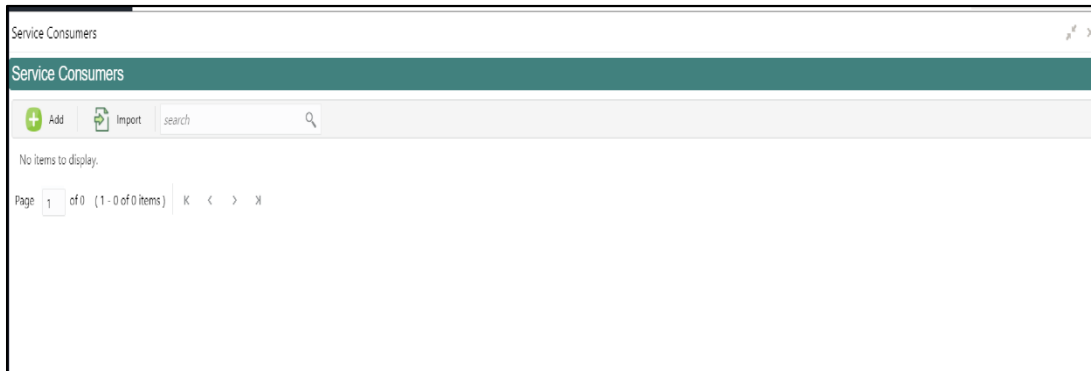 Service Consumers
Service Consumers
Add Import search
No items to display.
Page 1 of 0 ( 1 - 0 of 0 items ) K < > X